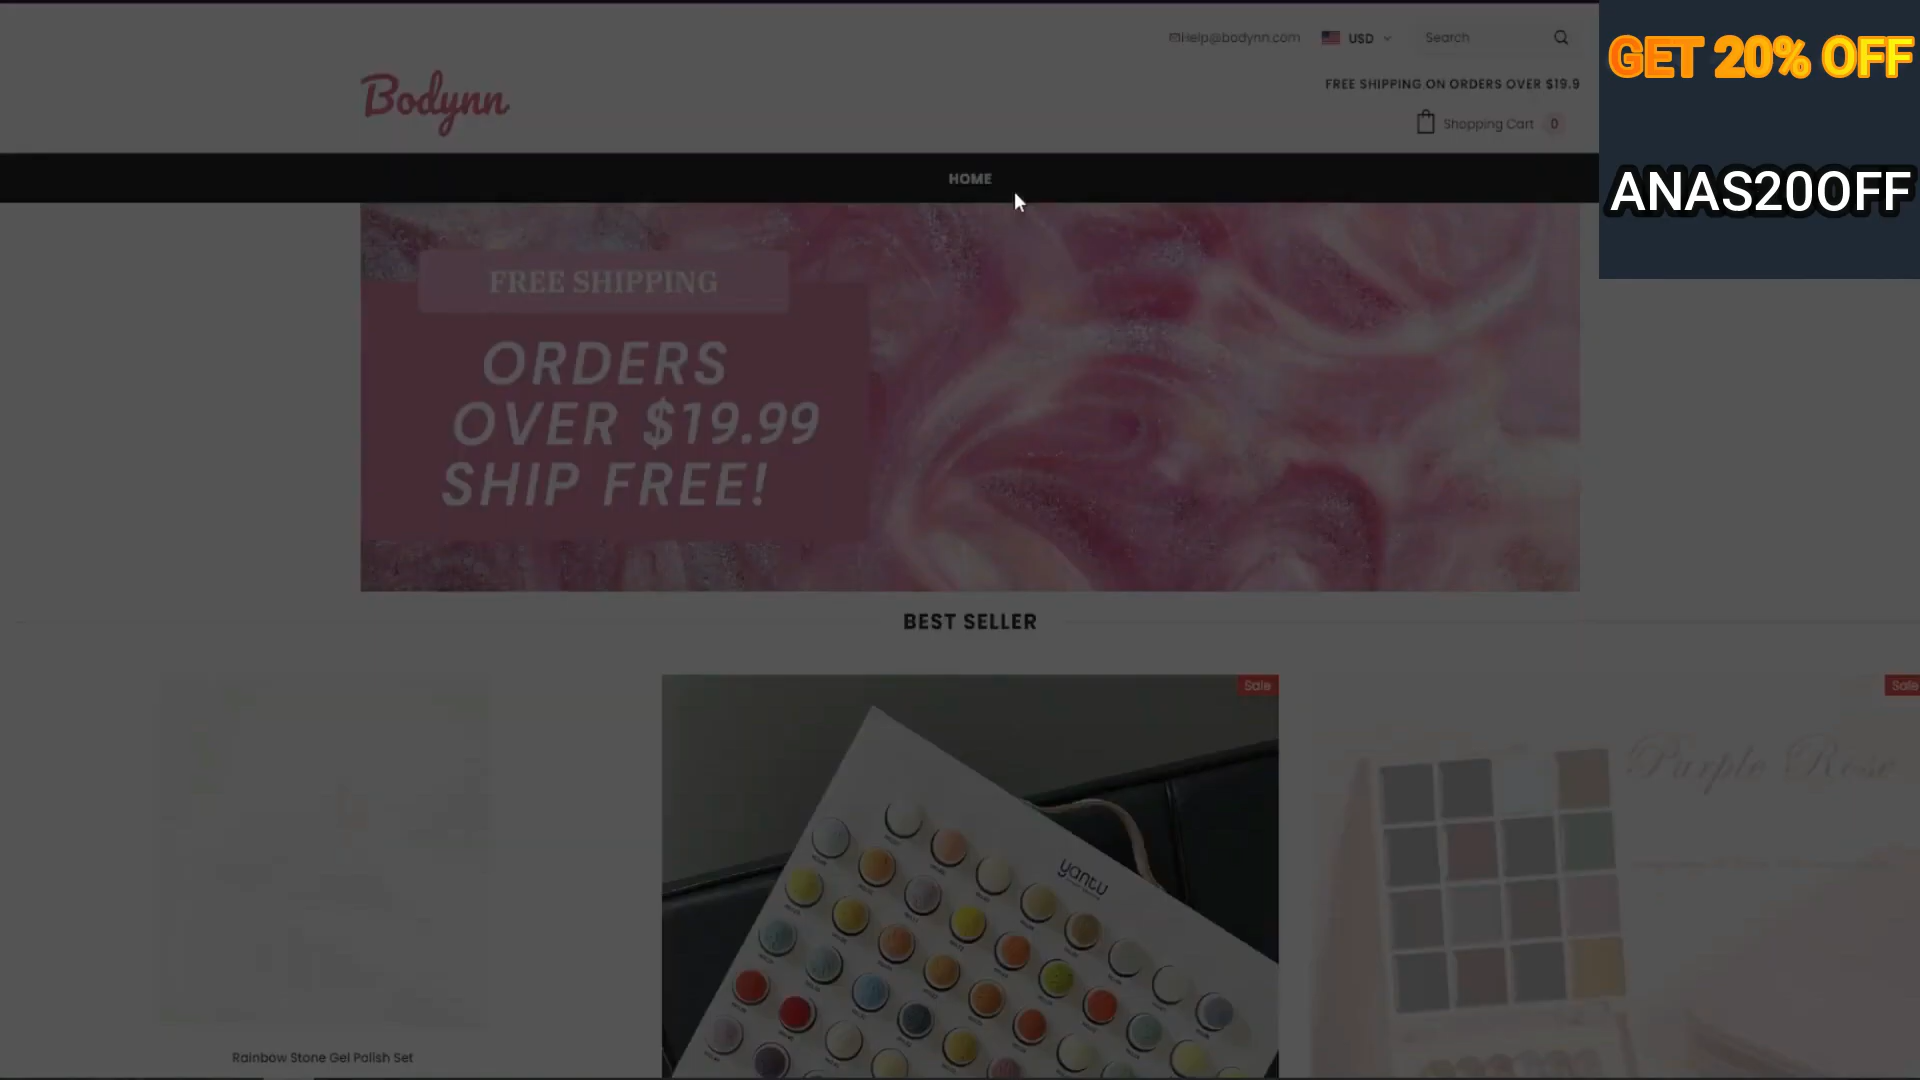 Help@bodynn.com
USD
Search
GET 20% OFF
FREE SHIPPING ON ORDERS OVER $19.9
Bodynn
Shopping Cart 0
HOME
ANAS20OFF
FREE SHIPPING
ORDERS
OVER $19.99
SHIP FREE!
BEST SELLER
Sale
Sale
Purple Rose
yantu
Rainbow Stone Gel Polish Set